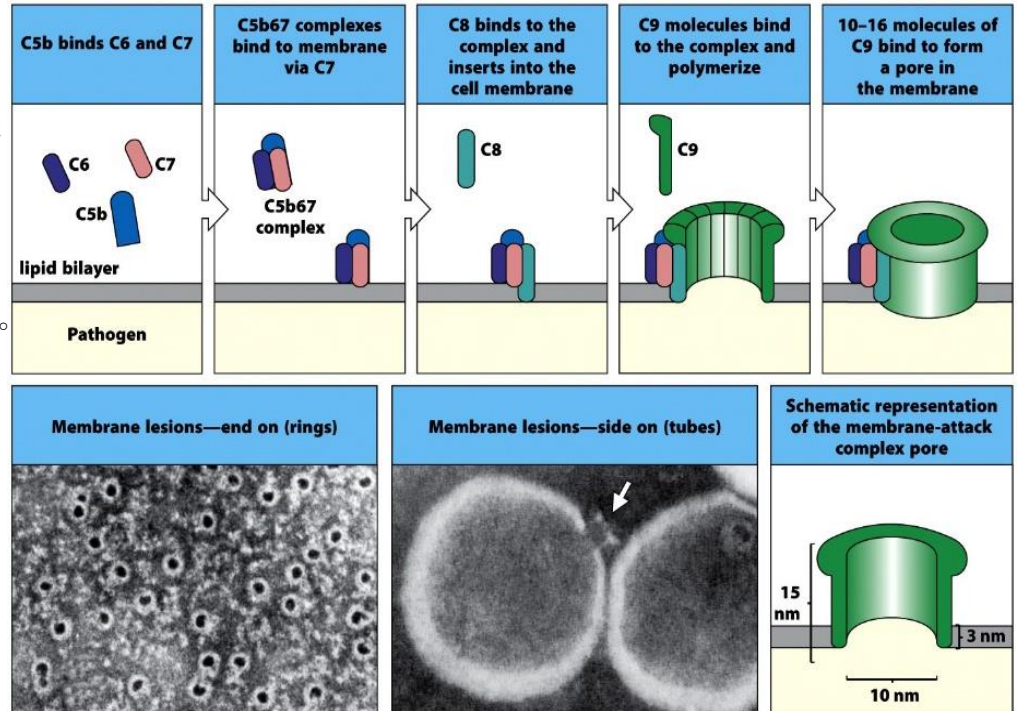 C5b binds C6 and C7
C5b67 complexes
bind to membrane
via C7
C8 binds to the
complex and
inserts into the
cell membrane
C9 molecules bind
to the complex and
polymerize
10–16 molecules of
C9 bind to form
a pore in
the membrane
C6
C7
C5b
lipid bilayer
Pathogen
C5b67
complex
C8
C9
Membrane lesions—end on (rings)
Membrane lesions—side on (tubes)
Schematic representation
of the membrane-attack
complex pore
15
nm
3 nm
10 nm